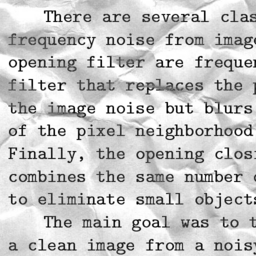 There are several clas
frequency noise from image
opening filter are frequen
filter that replaces the p
the image noise but blurs
of the pixel neighborhood
Finally, the opening closi
combines the same number o
to eliminate small objects
The main goal was to t
a clean image from a noisy